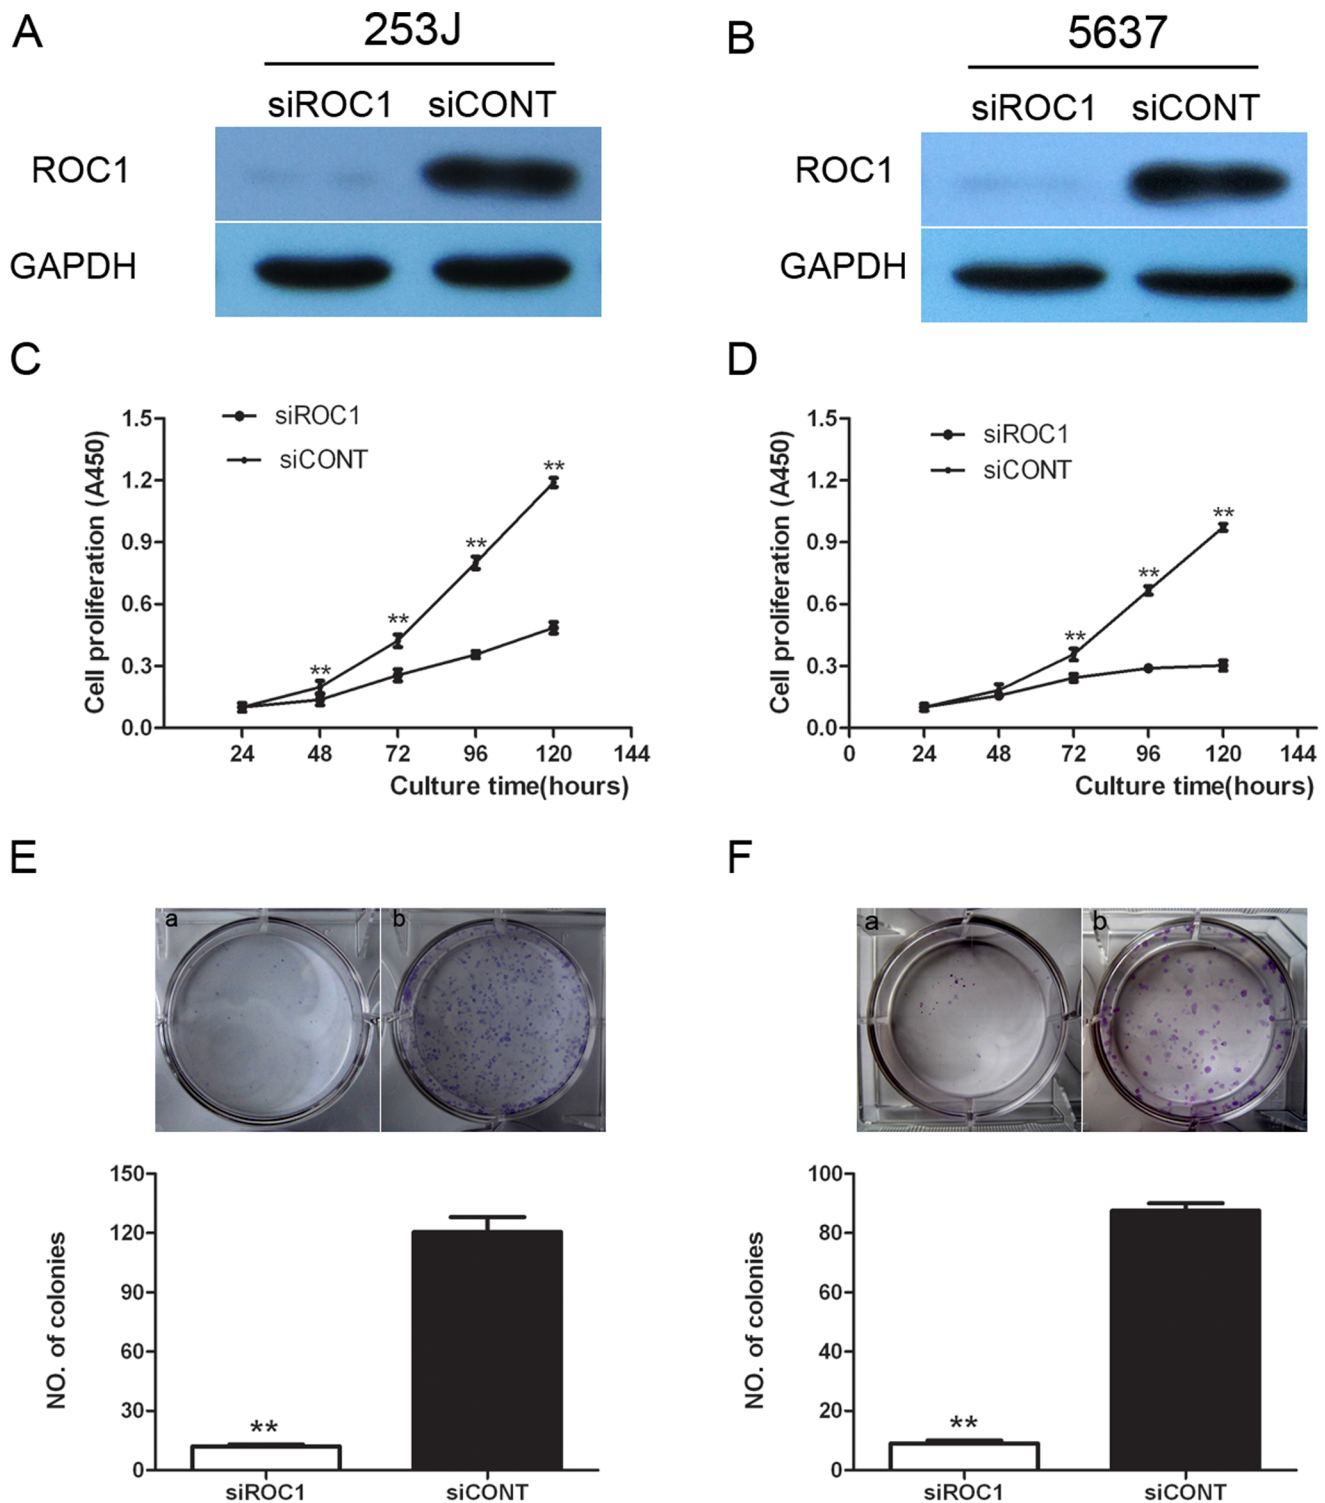 A
253J
siROC1 siCONT
ROC1
GAPDH
B
5637
siROC1 siCONT
ROC1
GAPDH
C
siROC1
siCONT
Cell proliferation (A450)
1.5
1.2
0.9
0.6
0.3
0.0
**
**
**
**
24 48 72 96 120 144
Culture time(hours)
D
siROC1
siCONT
Cell proliferation (A450)
1.5
1.2
0.9
0.6
0.3
0.0
**
**
**
0 24 48 72 96 120 144
Culture time(hours)
E
a b
NO. of colonies
150
120
90
60
30
0
**
siROC1 siCONT
F
a b
NO. of colonies
100
80
60
40
20
0
**
siROC1 siCONT